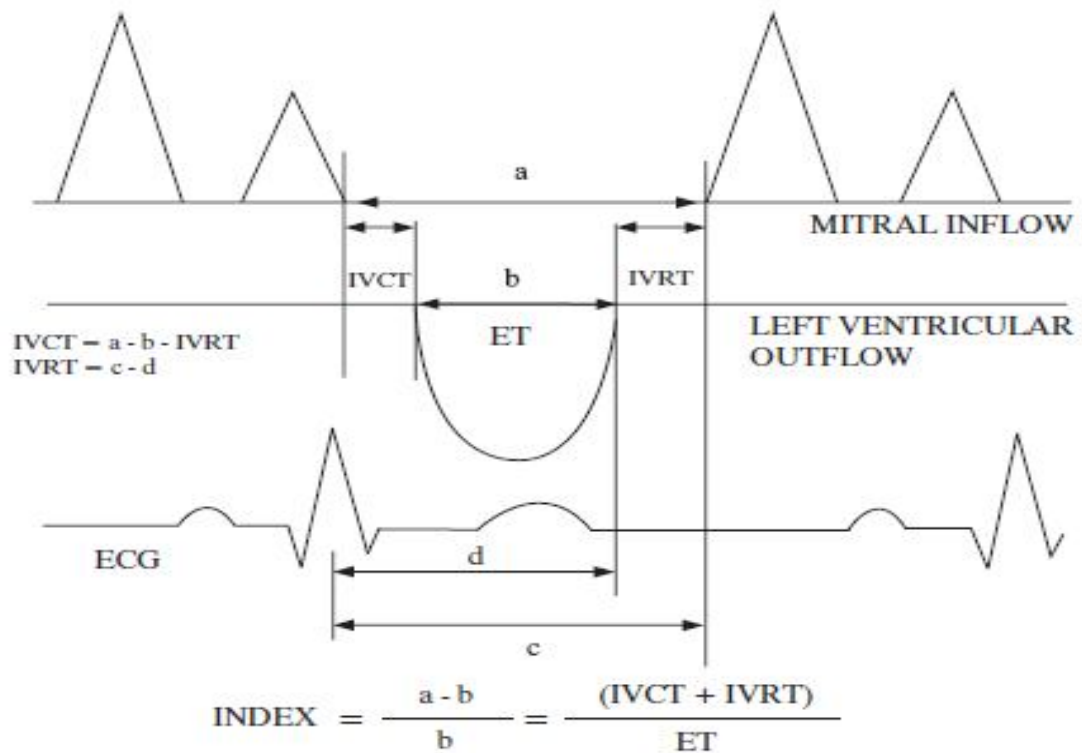 a
MITRAL INFLOW
IVCT
b
IVRT
ET
LEFT VENTRICULAR
OUTFLOW
IVCT = a - b - IVRT
IVRT = c - d
ECG
d
c
INDEX = a - b / b = (IVCT + IVRT) / ET